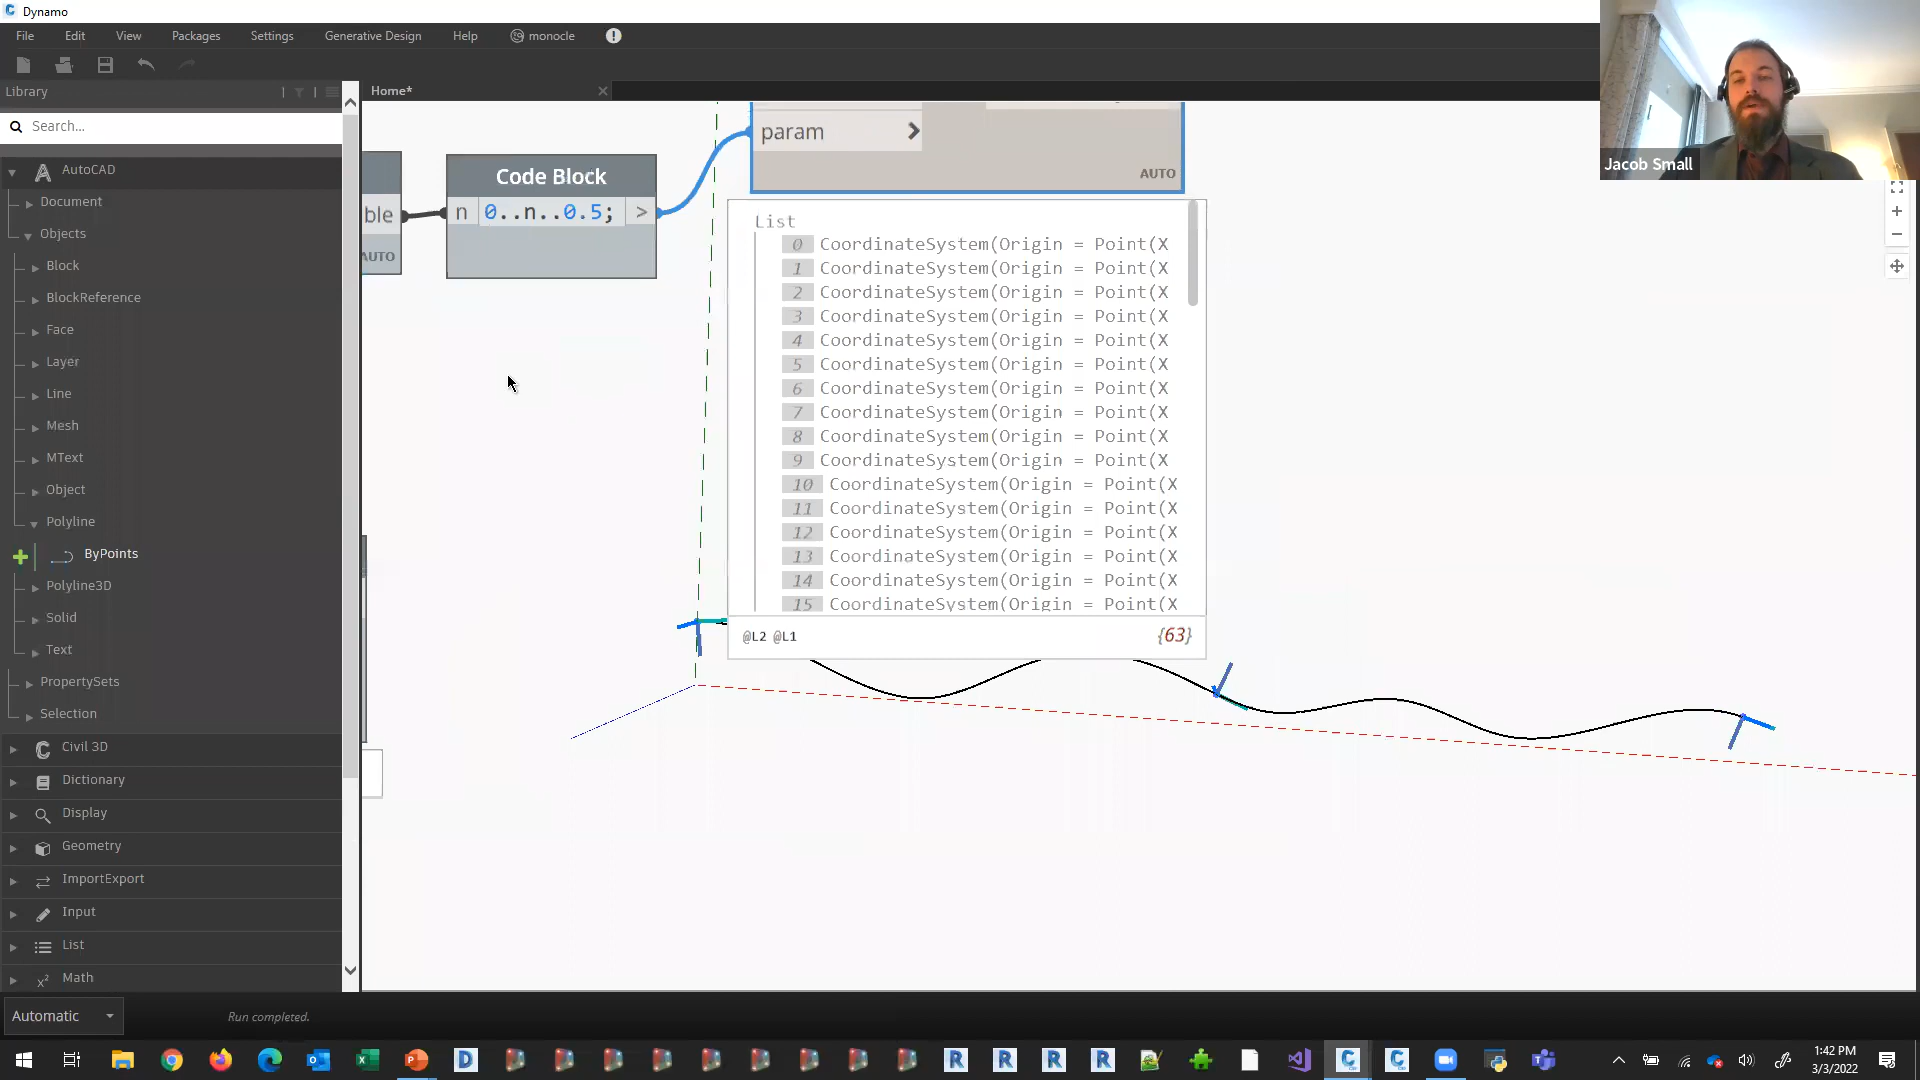 Dynamo
File Edit View Packages Settings Generative Design Help monocle
Library
Home*
Search...
AutoCAD
Document
Objects
Block
BlockReference
Face
Layer
Line
Mesh
MText
Object
Polyline
ByPoints
Polyline3D
Solid
Text
PropertySets
Selection
Civil 3D
Dictionary
Display
Geometry
ImportExport
Input
List
Math
ble
AUTO
Code Block
n 0..n..0.5; >
param
AUTO
List
0 CoordinateSystem(Origin = Point(X
1 CoordinateSystem(Origin = Point(X
2 CoordinateSystem(Origin = Point(X
3 CoordinateSystem(Origin = Point(X
4 CoordinateSystem(Origin = Point(X
5 CoordinateSystem(Origin = Point(X
6 CoordinateSystem(Origin = Point(X
7 CoordinateSystem(Origin = Point(X
8 CoordinateSystem(Origin = Point(X
9 CoordinateSystem(Origin = Point(X
10 CoordinateSystem(Origin = Point(X
11 CoordinateSystem(Origin = Point(X
12 CoordinateSystem(Origin = Point(X
13 CoordinateSystem(Origin = Point(X
14 CoordinateSystem(Origin = Point(X
15 CoordinateSystem(Origin = Point(X
@L2 @L1 {63}
Jacob Small
Automatic
Run completed.
1:42 PM
3/3/2022